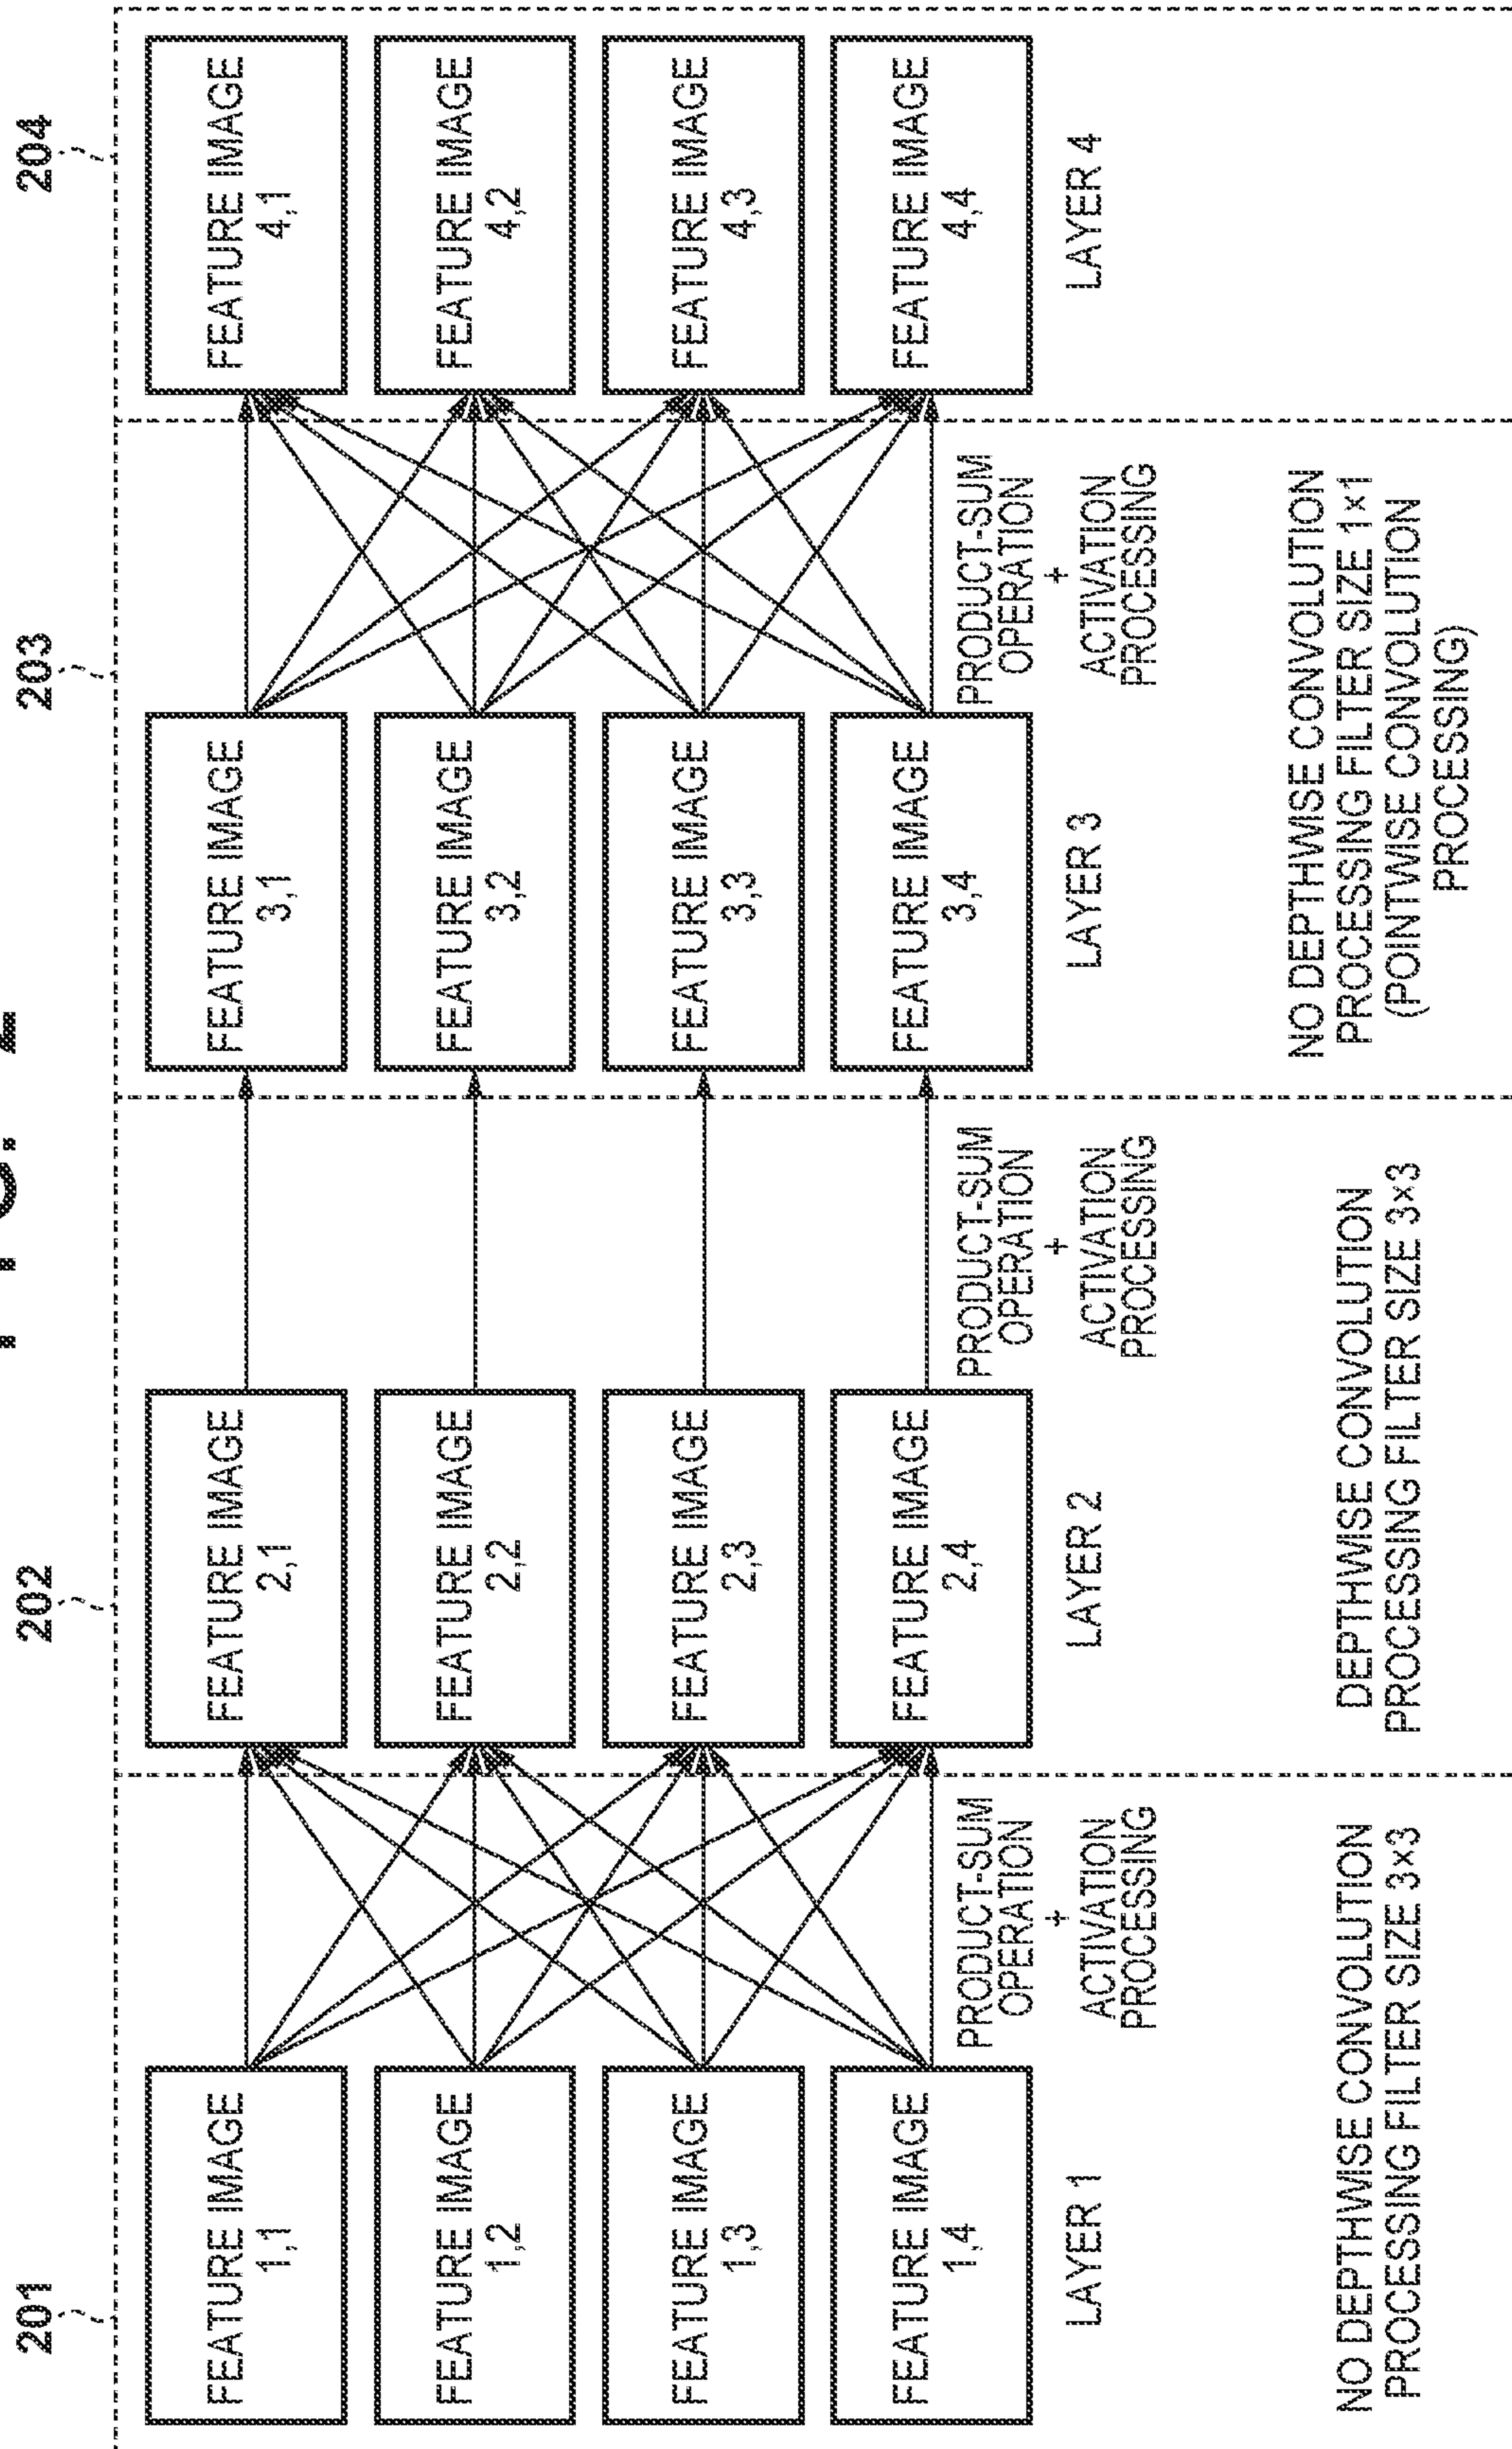 201
202
203
204
FEATURE IMAGE
1,1
FEATURE IMAGE
1,2
FEATURE IMAGE
1,3
FEATURE IMAGE
1,4
LAYER 1
PRODUCT-SUM
OPERATION
+
ACTIVATION
PROCESSING
NO DEPTHWISE CONVOLUTION
PROCESSING FILTER SIZE 3×3
FEATURE IMAGE
2,1
FEATURE IMAGE
2,2
FEATURE IMAGE
2,3
FEATURE IMAGE
2,4
LAYER 2
PRODUCT-SUM
OPERATION
+
ACTIVATION
PROCESSING
DEPTHWISE CONVOLUTION
PROCESSING FILTER SIZE 3×3
FEATURE IMAGE
3,1
FEATURE IMAGE
3,2
FEATURE IMAGE
3,3
FEATURE IMAGE
3,4
LAYER 3
PRODUCT-SUM
OPERATION
+
ACTIVATION
PROCESSING
NO DEPTHWISE CONVOLUTION
PROCESSING FILTER SIZE 1×1
(POINTWISE CONVOLUTION
PROCESSING)
FEATURE IMAGE
4,1
FEATURE IMAGE
4,2
FEATURE IMAGE
4,3
FEATURE IMAGE
4,4
LAYER 4